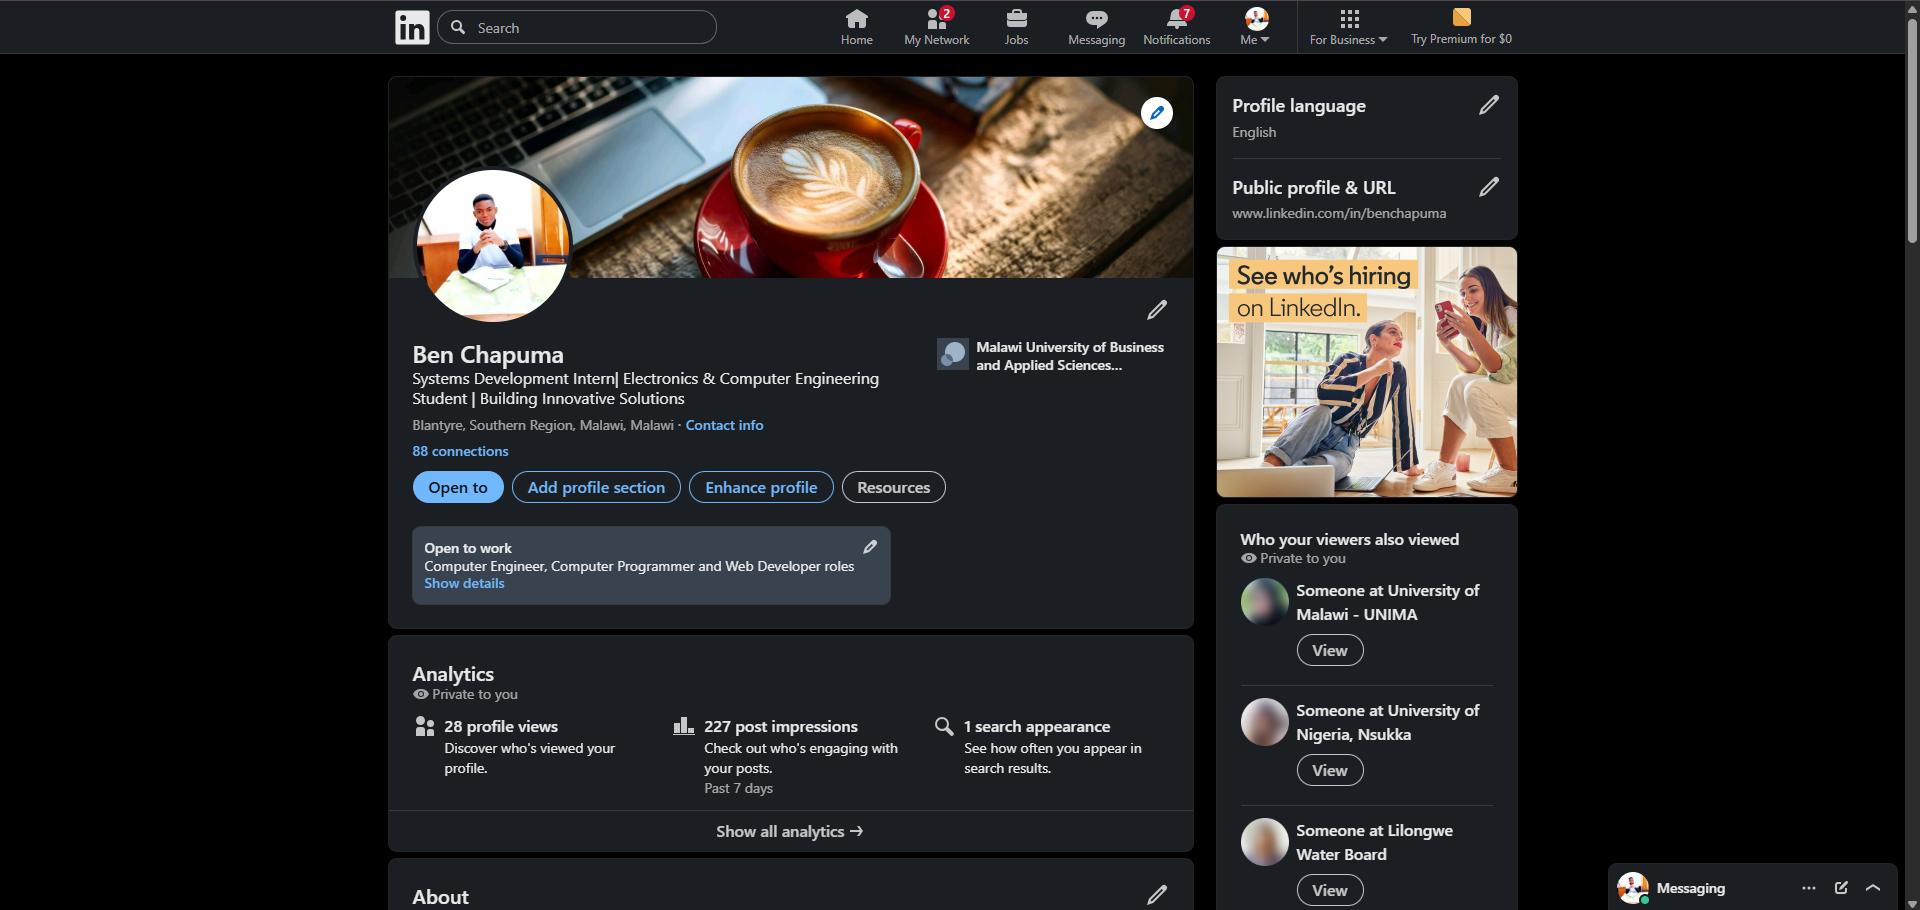 in
Search
Home
2
My Network
Jobs
Messaging
7
Notifications
Me
For Business
Try Premium for $0
Ben Chapuma
Systems Development Intern| Electronics & Computer Engineering
Student | Building Innovative Solutions
Blantyre, Southern Region, Malawi, Malawi · Contact info
88 connections
Open to
Add profile section
Enhance profile
Resources
Malawi University of Business
and Applied Sciences...
Open to work
Computer Engineer, Computer Programmer and Web Developer roles
Show details
Analytics
Private to you
28 profile views
Discover who's viewed your
profile.
227 post impressions
Check out who's engaging with
your posts.
Past 7 days
1 search appearance
See how often you appear in
search results.
Show all analytics →
About
Profile language
English
Public profile & URL
www.linkedin.com/in/benchapuma
See who's hiring
on LinkedIn.
Who your viewers also viewed
Private to you
Someone at University of
Malawi - UNIMA
View
Someone at University of
Nigeria, Nsukka
View
Someone at Lilongwe
Water Board
View
Messaging